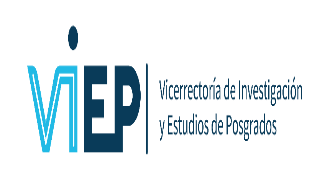 ViEP
Vicerrectoría de Investigación
y Estudios de Posgrados